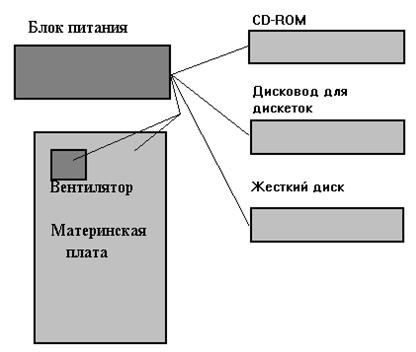 Блок питания
CD-ROM
Дисковод для
дискеток
Вентилятор
Жесткий диск
Материнская
плата